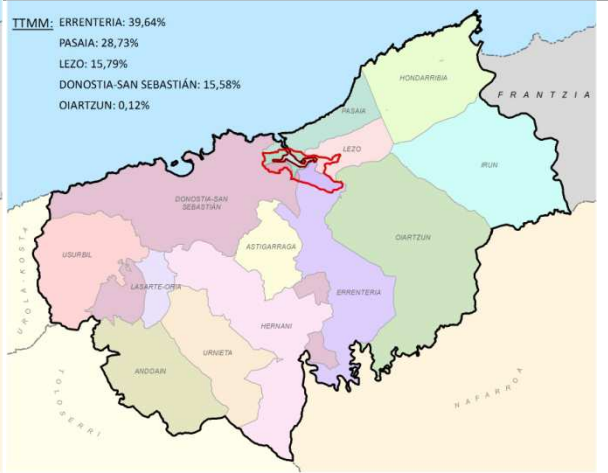 TTMM: ERRENTERIA: 39,64%
PASAIA: 28,73%
LEZO: 15,79%
DONOSTIA-SAN SEBASTIÁN: 15,58%
OIARTZUN: 0,12%
HONDARRIBIA
FRANTZIA
PASAIA
LEZO
IRUN
DONOSTIA-SAN
SEBASTIÁN
OIARTZUN
ASTIGARRAGA
USURBIL
UROLA-KOSTA
LASARTE-ORIA
ERRENTERIA
HERNANI
URNIETA
ANDOAIN
NAFARROA
TOLOSERRI